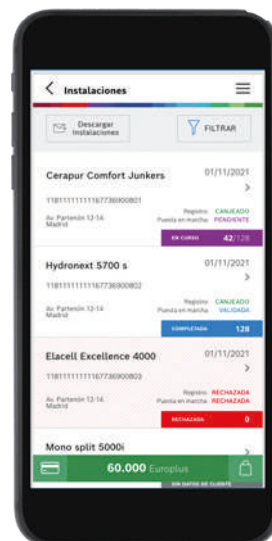 Instalaciones
Descargar
Instalaciones
FILTRAR
Cerapur Comfort Junkers
01/11/2021
Av. Partenón 12-14
Madrid
Registro CANJEADO
Puesta en marcha PENDIENTE
EN CURSO 42/128
Hydronext 5700 s
01/11/2021
Av. Partenón 12-14
Madrid
Registro CANJEADO
Puesta en marcha VALIDADA
COMPLETADA 128
Elacell Excellence 4000
01/11/2021
Av. Partenón 12-14
Madrid
Registro RECHAZADA
Puesta en marcha RECHAZADA
RECHAZADA 0
Mono split 5000i
60.000 Europlus
SIN DATOS DE CLIENTE